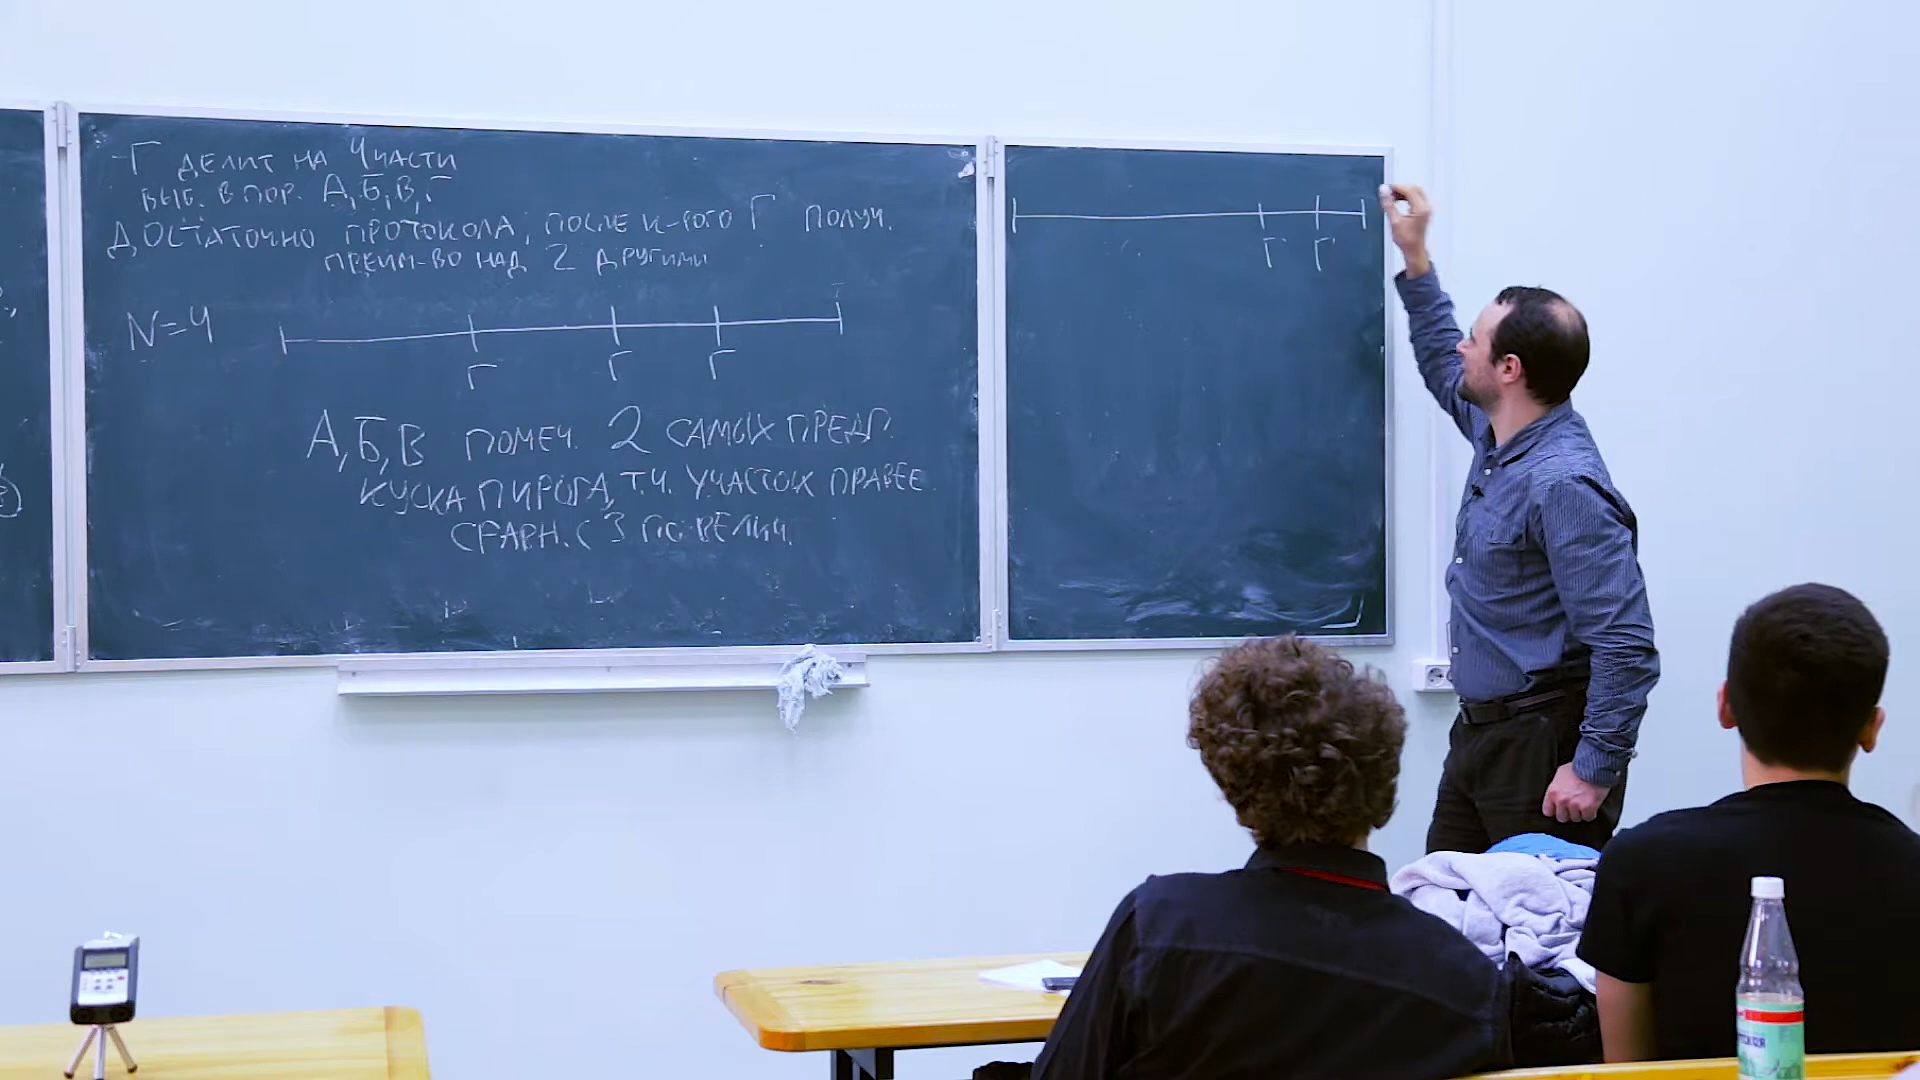 Г ДЕЛИТ НА 4 ЧАСТИ
ВЫБ. В ПОР. А, Б, В, Г
ДОСТАТОЧНО ПРОТОКОЛА, ПОСЛЕ К-РОГО Г ПОЛУЧ.
ПРЕИМ-ВО НАД 2 ДРУГИМИ
N=4
Г Г Г
А, Б, В ПОМЕЧ. 2 САМЫХ ПРЕДП.
КУСКА ПИРОГА, Т.Ч. УЧАСТОК ПРАВЕЕ
СРАВН. С 3 ПО ВЕЛИЧ.
Г Г